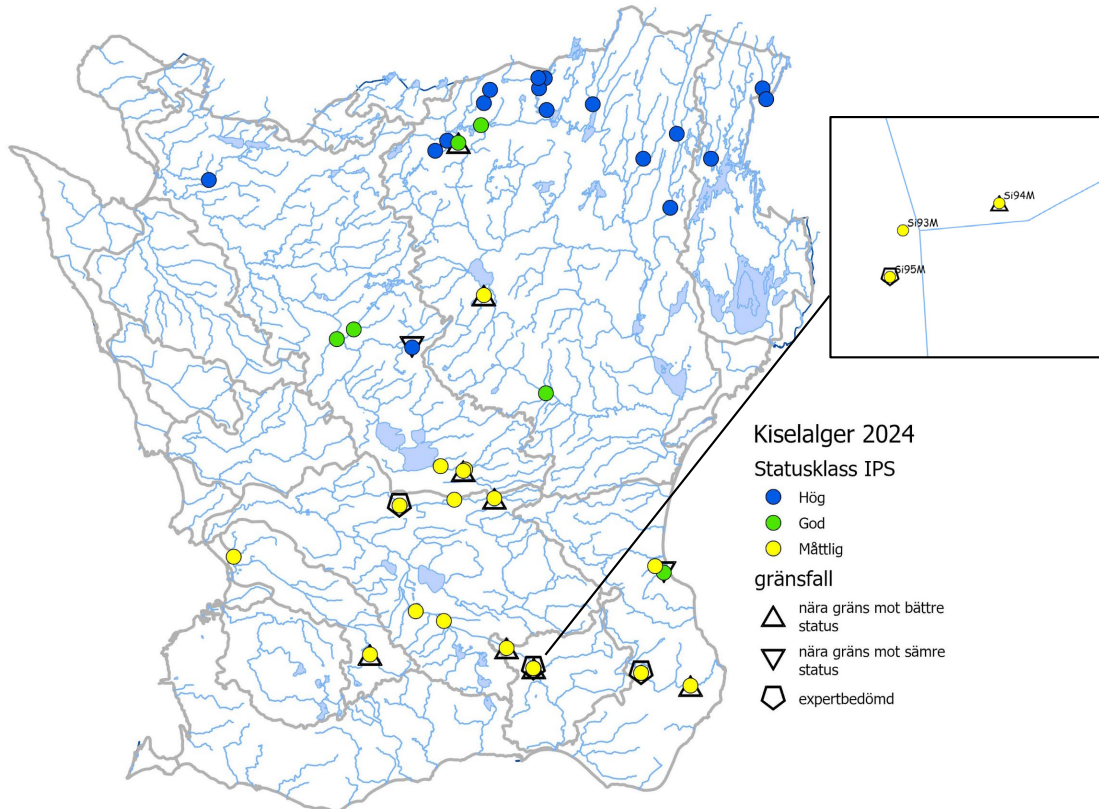 Si94M
Si93M
Si95M
Kiselalger 2024
Statusklass IPS
Hög
God
Måttlig
gränsfall
nära gräns mot bättre
status
nära gräns mot sämre
status
expertbedömd